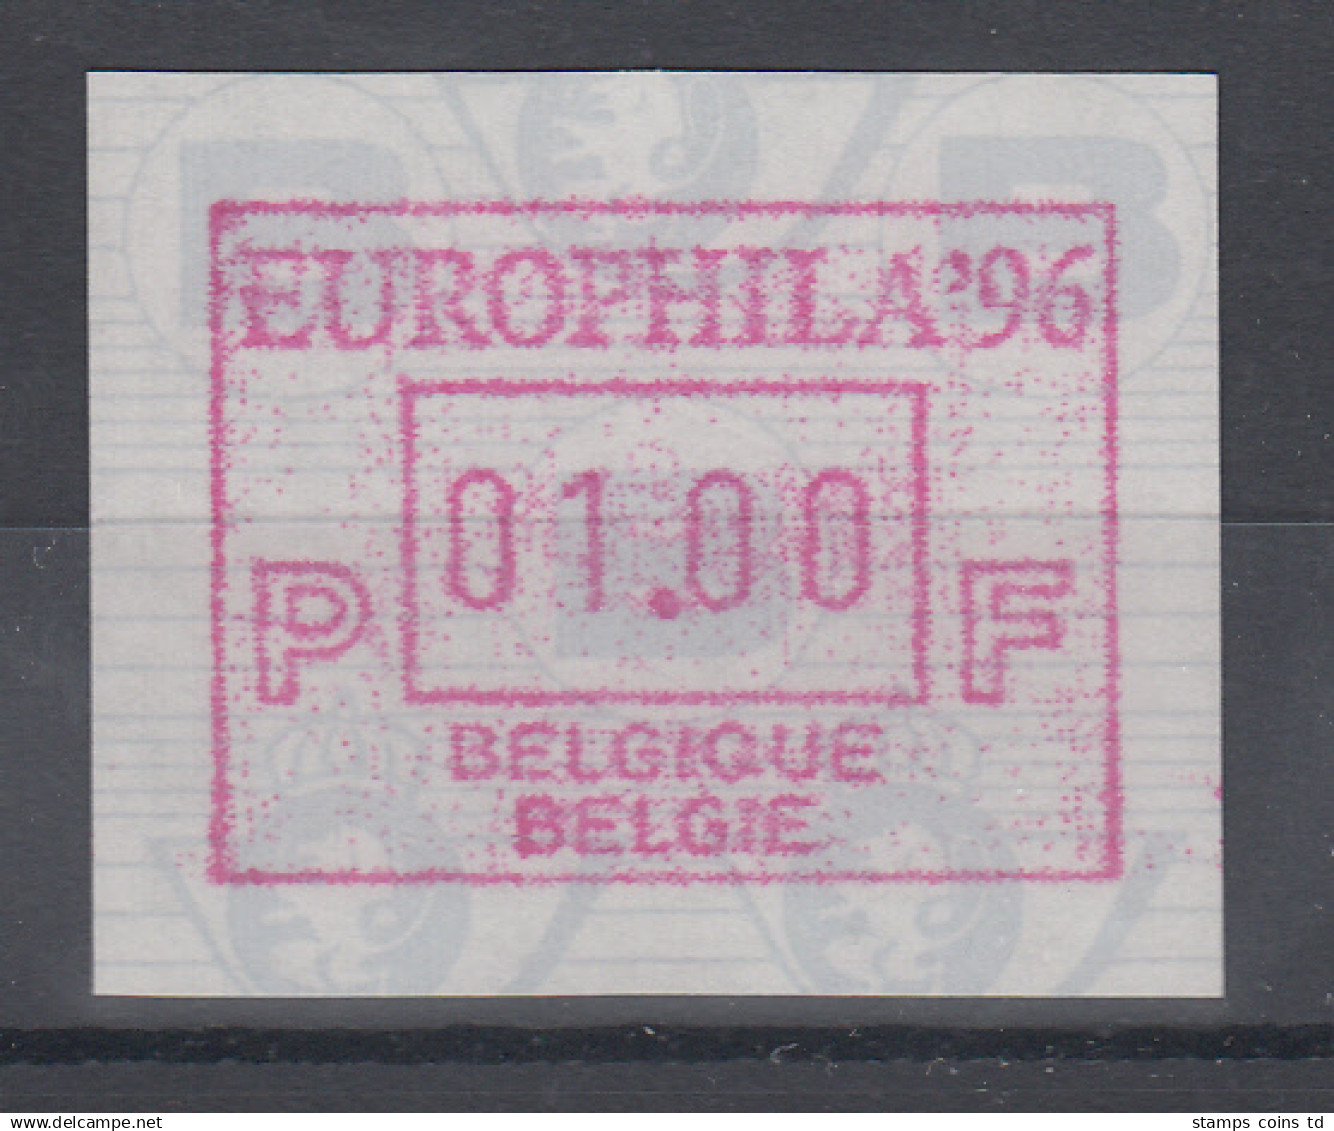 EUROPHILA'96
01.00
P F
BELGIQUE
BELGIE
www.delcampe.net
stamps coins td